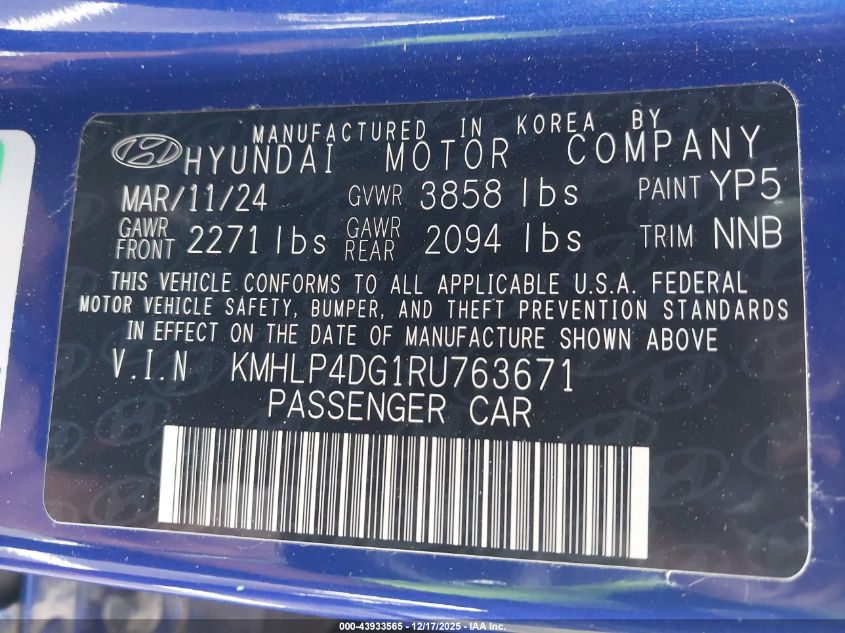 MANUFACTURED IN KOREA BY
HYUNDAI MOTOR COMPANY
MAR/11/24 GVWR 3858 lbs PAINT YP5
GAWR FRONT 2271 lbs GAWR REAR 2094 lbs TRIM NNB
THIS VEHICLE CONFORMS TO ALL APPLICABLE U.S.A. FEDERAL
MOTOR VEHICLE SAFETY, BUMPER, AND THEFT PREVENTION STANDARDS
IN EFFECT ON THE DATE OF MANUFACTURE SHOWN ABOVE
V.I.N KMHLP4DG1RU763671
PASSENGER CAR
000-43933565 - 12/17/2025 - IAA Inc.